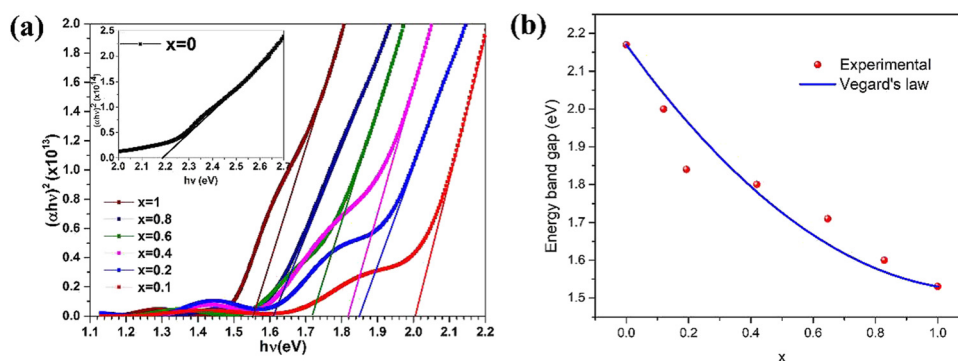 (a)
2.0
1.8
1.6
1.4
1.2
1.0
0.8
0.6
0.4
0.2
0.0
(αhν)² (x10¹³)
1.1 1.2 1.3 1.4 1.5 1.6 1.7 1.8 1.9 2.0 2.1 2.2
hν(eV)
2.5
2.0
1.5
1.0
0.5
0.0
x=0
2.0 2.1 2.2 2.3 2.4 2.5 2.6 2.7
hν (eV)
x=1
x=0.8
x=0.6
x=0.4
x=0.2
x=0.1
(b)
2.2
2.1
2.0
1.9
1.8
1.7
1.6
1.5
Energy band gap (eV)
Experimental
Vegard's law
0.0 0.2 0.4 0.6 0.8 1.0
x